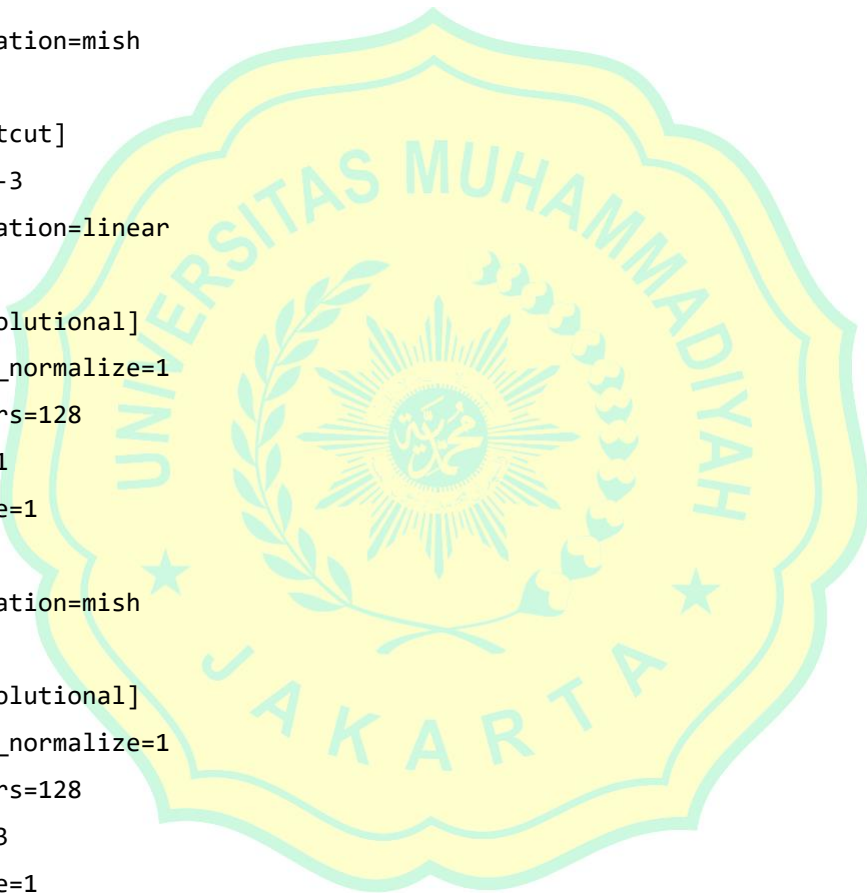 ation=mish
tcut]
-3
ation=linear
olutional]
_normalize=1
rs=128
1
e=1
ation=mish
olutional]
_normalize=1
rs=128
3
e=1
UNIVERSITAS MUHAMMADIYAH
JAKARTA